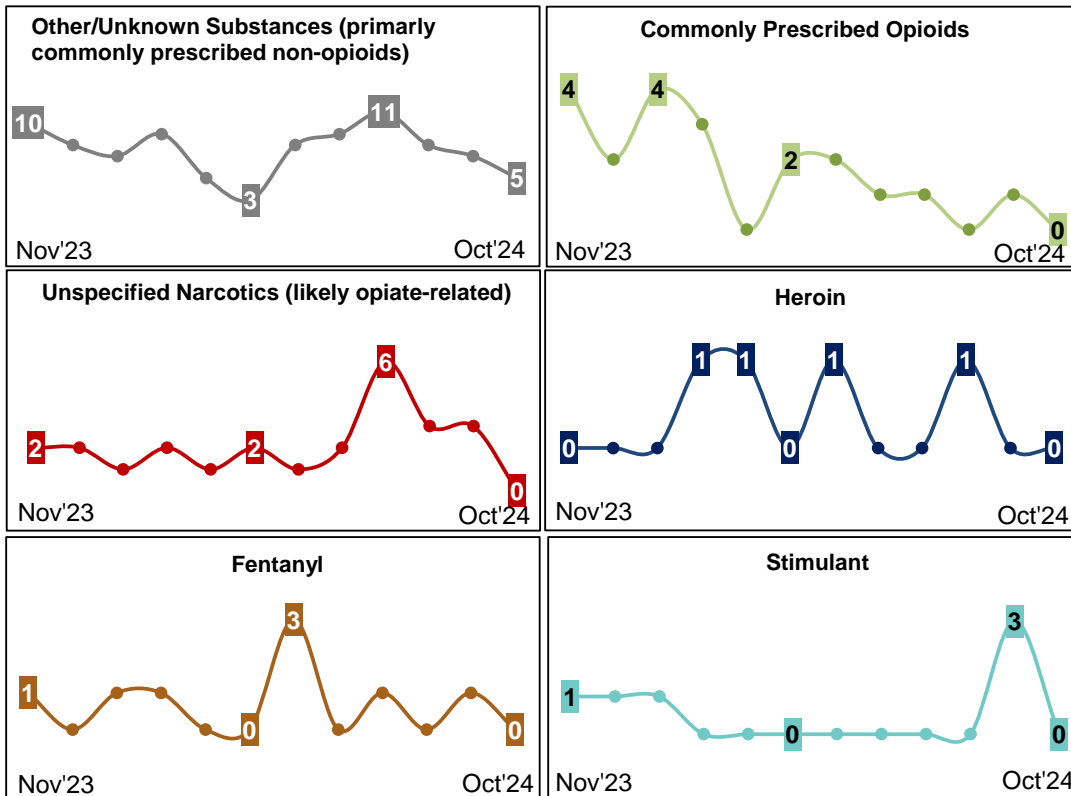 Other/Unknown Substances (primarly
commonly prescribed non-opioids)
10
3
11
5
Nov'23
Oct'24
Commonly Prescribed Opioids
4
4
2
0
Nov'23
Oct'24
Unspecified Narcotics (likely opiate-related)
2
2
6
0
Nov'23
Oct'24
Heroin
0
1
1
0
1
1
0
Nov'23
Oct'24
Fentanyl
1
0
3
0
Nov'23
Oct'24
Stimulant
1
0
3
0
Nov'23
Oct'24